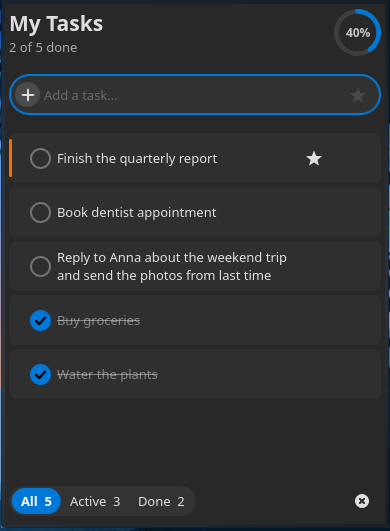 My Tasks
2 of 5 done
40%
Add a task...
Finish the quarterly report
Book dentist appointment
Reply to Anna about the weekend trip
and send the photos from last time
Buy groceries
Water the plants
All 5 Active 3 Done 2